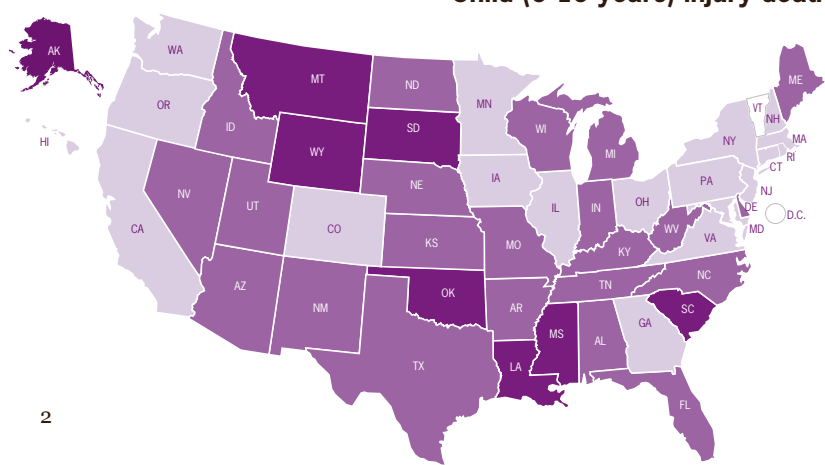 AK
WA
MT
ND
MN
ME
VT
NH
OR
ID
SD
WI
MI
NY
MA
RI
CT
HI
WY
NE
IA
PA
NJ
NV
UT
CO
IL
IN
OH
DE
D.C.
MD
CA
KS
MO
KY
WV
VA
AZ
NM
OK
AR
TN
NC
TX
LA
MS
AL
GA
SC
FL
2